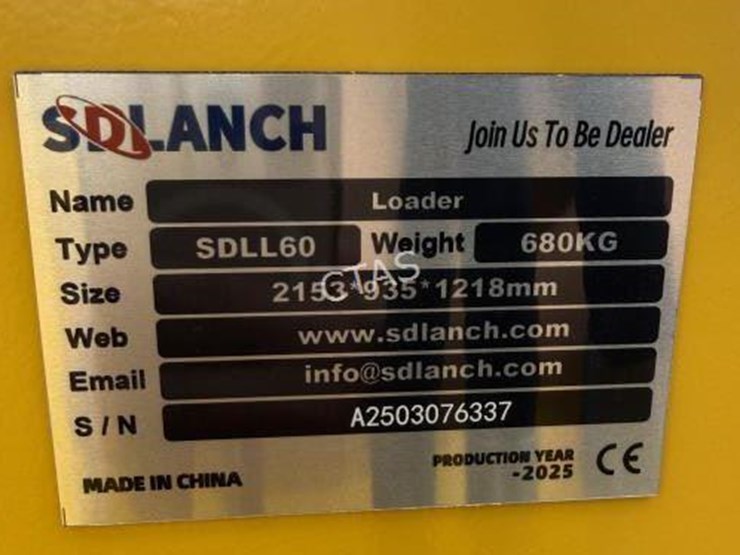 SDLANCH Join Us To Be Dealer
Name Loader
Type SDLL60 Weight 680KG
Size 2153*935*1218mm
CTAS
Web www.sdlanch.com
Email info@sdlanch.com
S/N A2503076337
MADE IN CHINA PRODUCTION YEAR -2025 CE